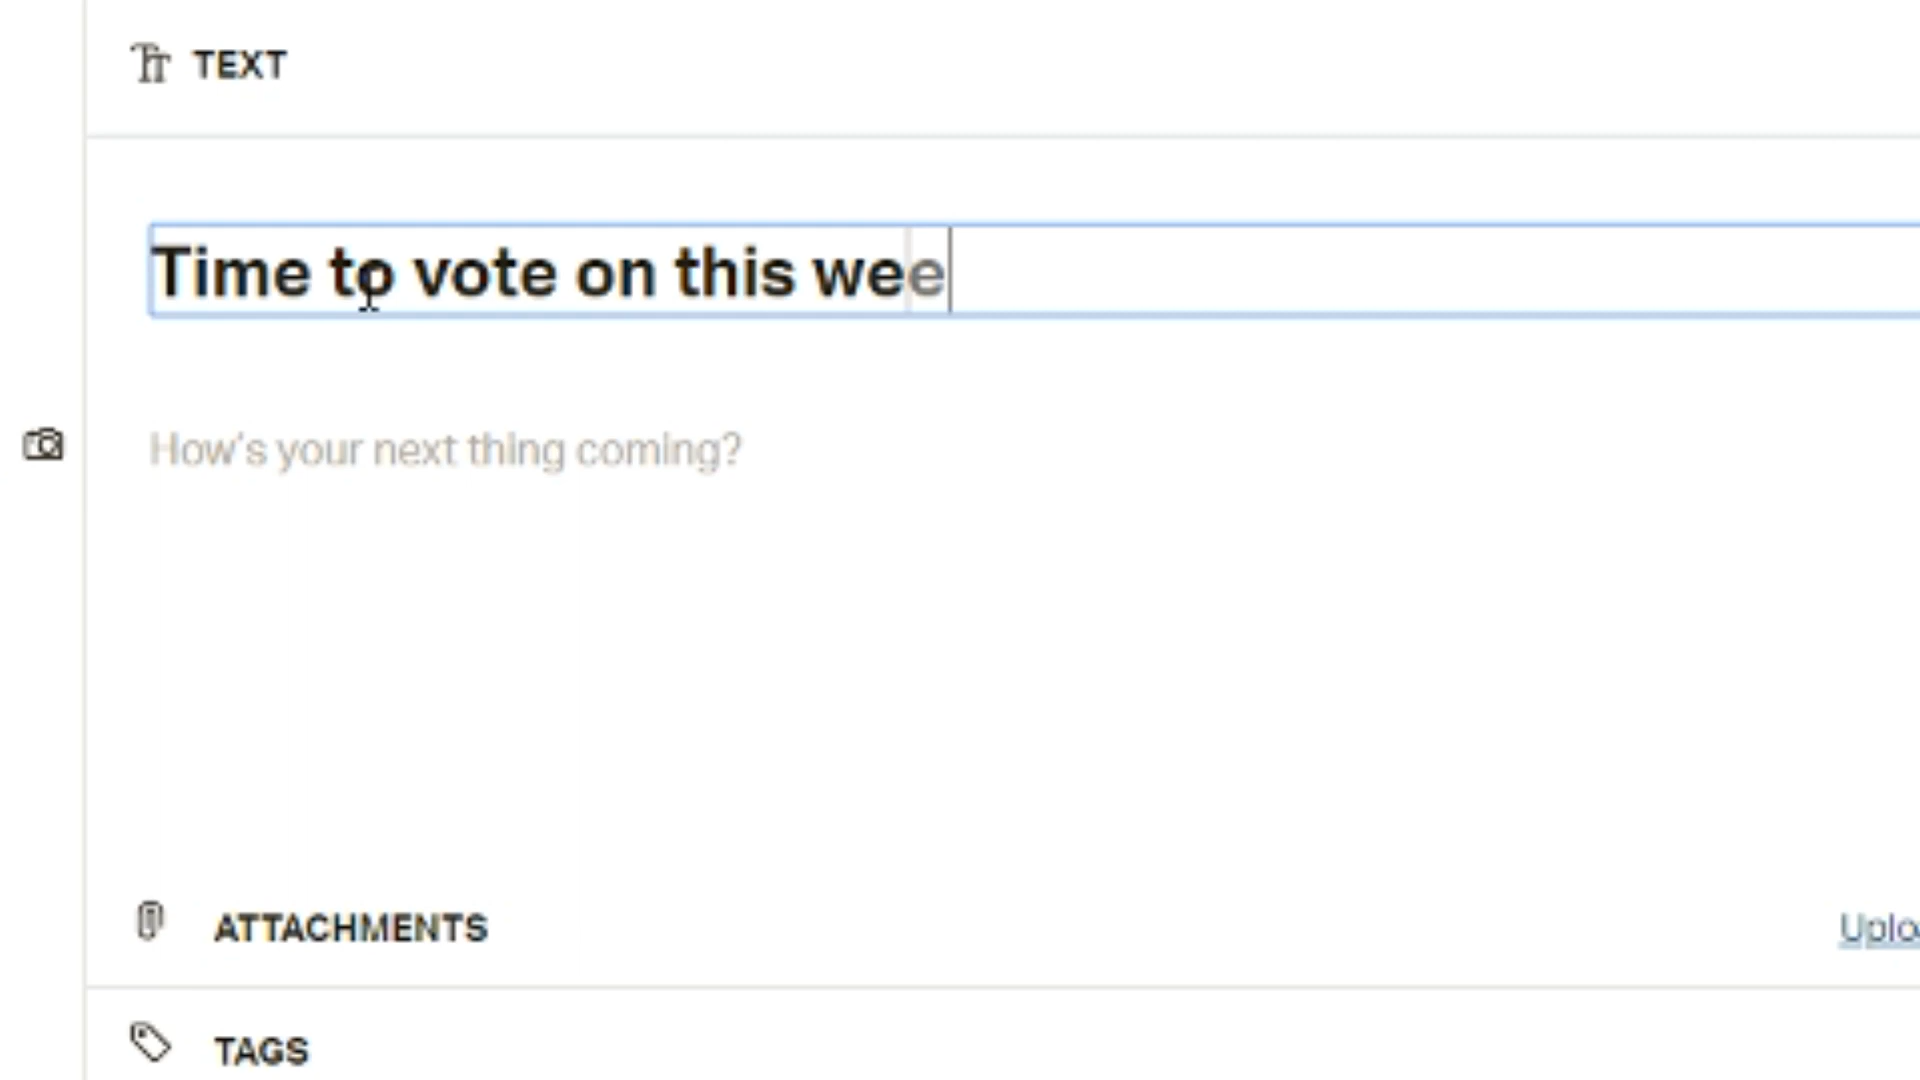 TEXT
Time to vote on this wee
How's your next thing coming?
ATTACHMENTS
Uplo
TAGS